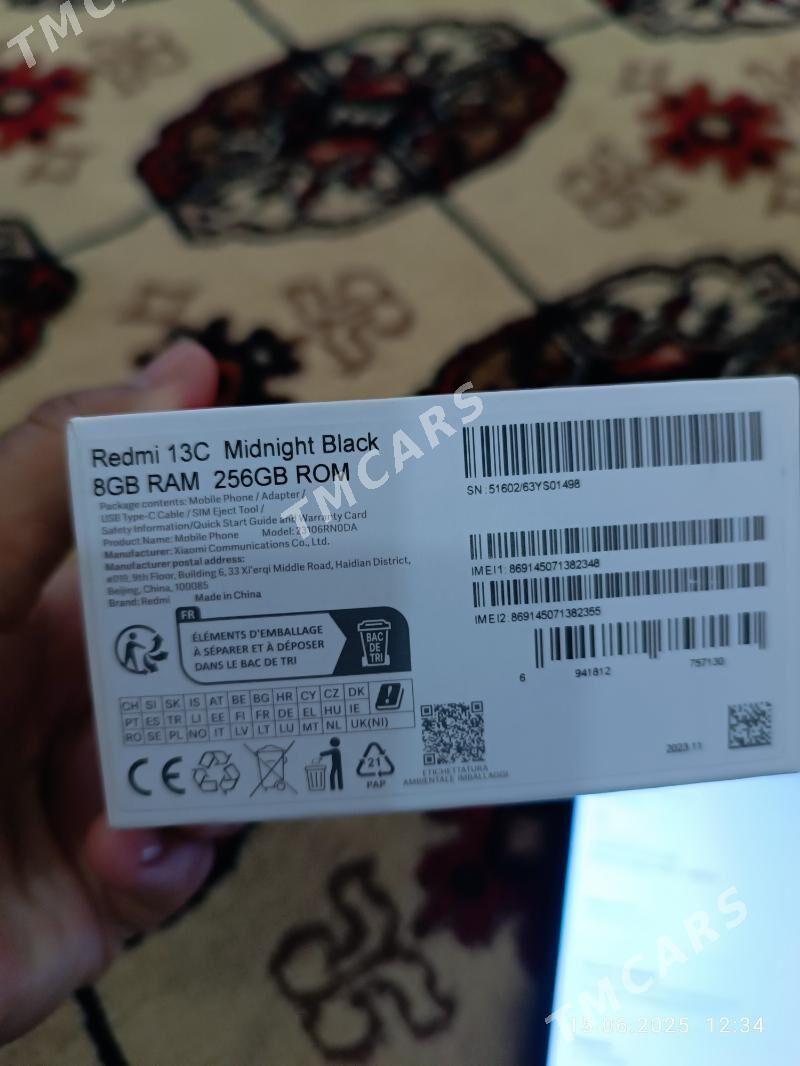 TMCARS
Redmi 13C Midnight Black
8GB RAM 256GB ROM
Package contents: Mobile Phone / Adapter /
USB Type-C Cable / SIM Eject Tool /
Safety Information/Quick Start Guide and Warranty Card
Product Name: Mobile Phone Model: 23106RN0DA
Manufacturer: Xiaomi Communications Co., Ltd.
Manufacturer postal address:
#019, 9th Floor, Building 6, 33 Xi'erqi Middle Road, Haidian District,
Beijing, China, 100085
Brand: Redmi Made in China
SN : 51602/63YS01498
IMEI1: 869145071382348
IMEI2: 869145071382355
6 941812 757130
FR
ÉLÉMENTS D'EMBALLAGE
À SÉPARER ET À DÉPOSER
DANS LE BAC DE TRI
BAC
DE
TRI
CH SI SK IS AT BE BG HR CY CZ DK
PT ES TR LI EE FI FR DE EL HU IE
RO SE PL NO IT LV LT LU MT NL UK(NI)
CE
21
PAP
ETICHETTATURA
AMBIENTALE IMBALLAGGI
2023.11
TMCARS
TMCARS
15.06.2025 12:34